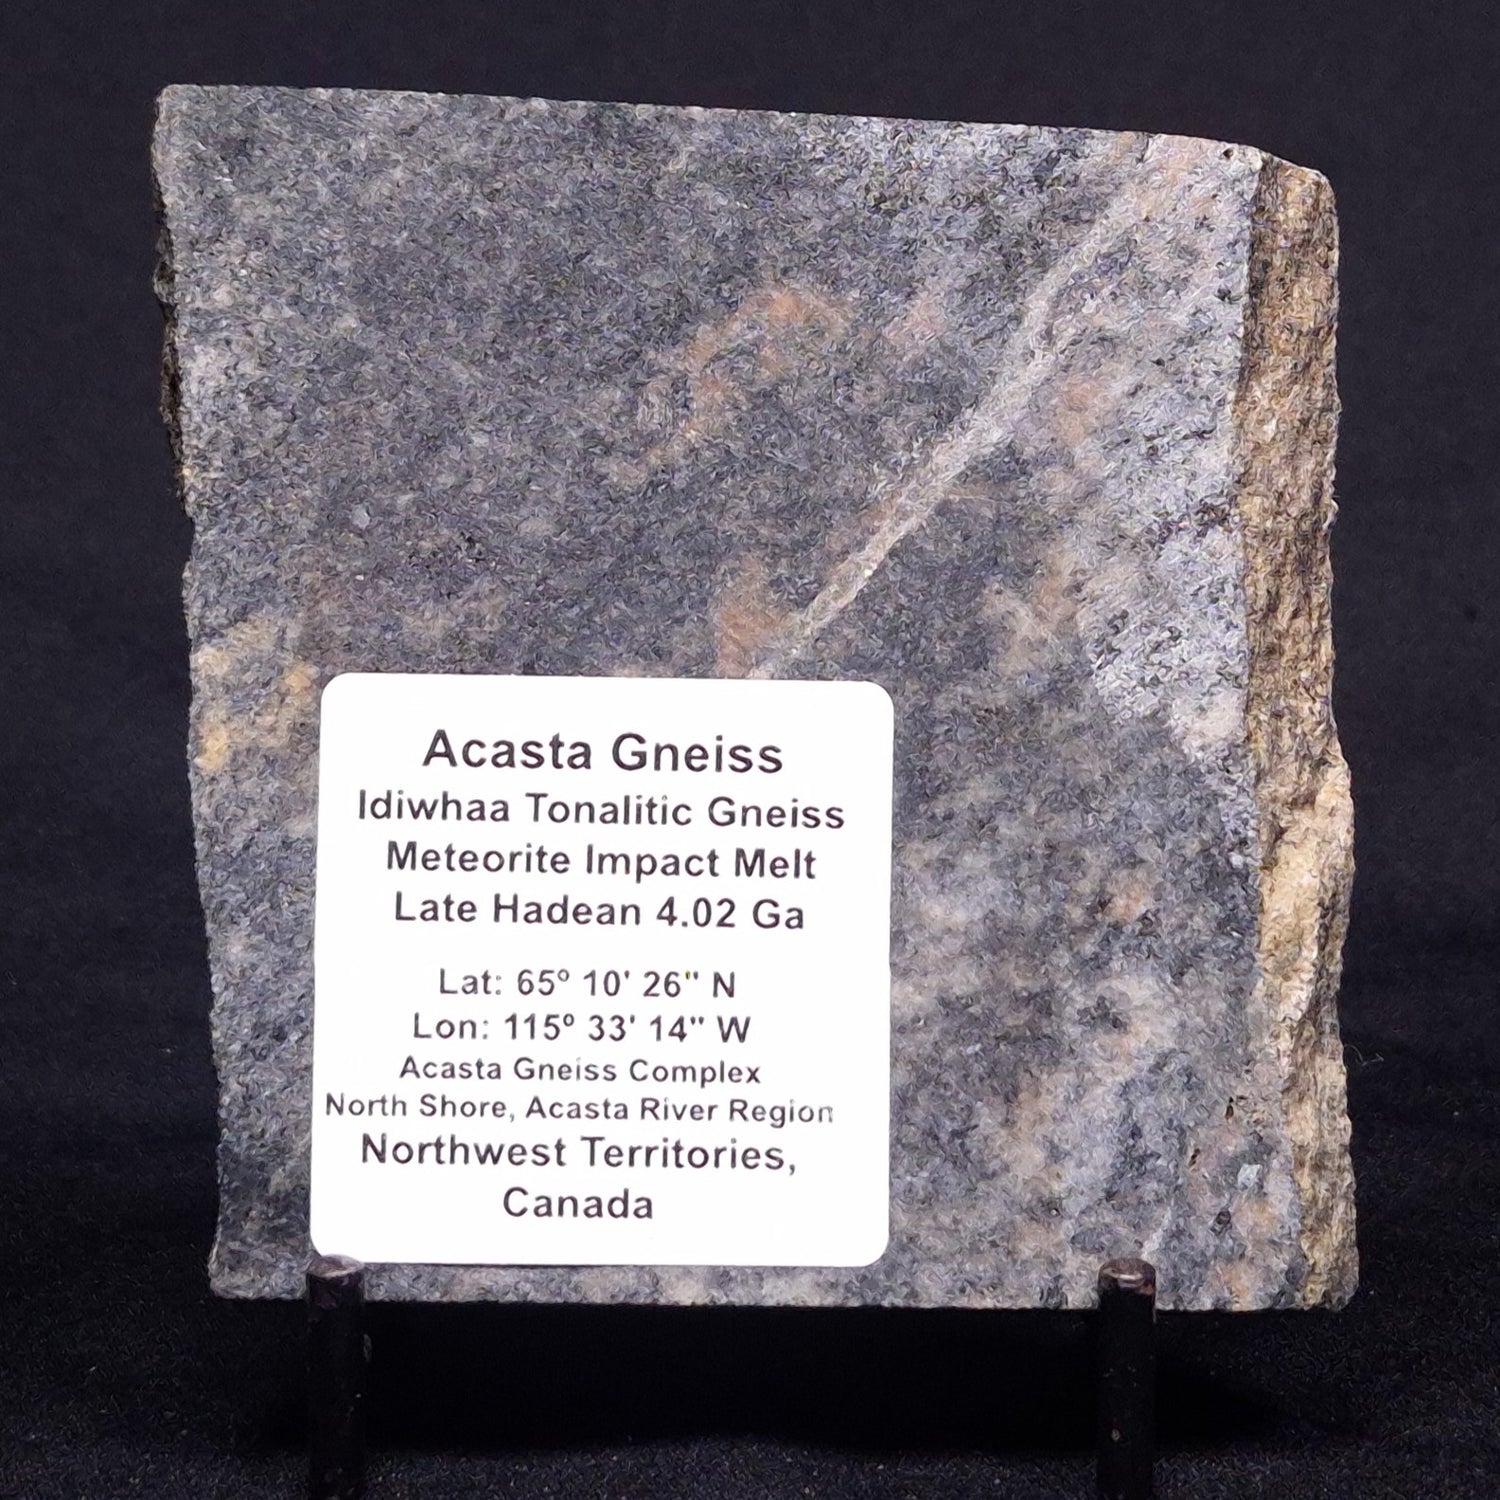 Acasta Gneiss
Idiwhaa Tonalitic Gneiss
Meteorite Impact Melt
Late Hadean 4.02 Ga
Lat: 65º 10' 26" N
Lon: 115º 33' 14" W
Acasta Gneiss Complex
North Shore, Acasta River Region
Northwest Territories,
Canada